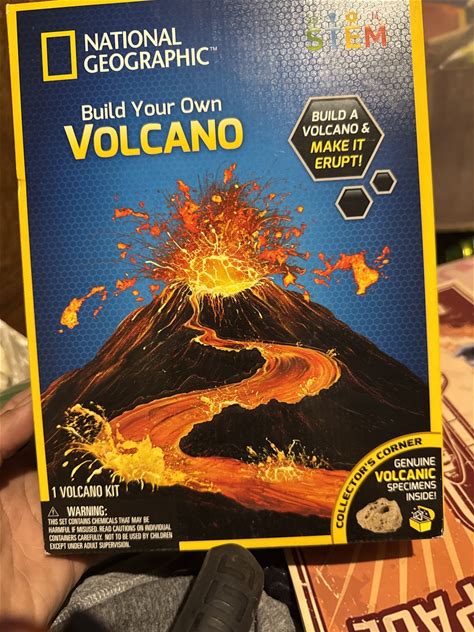 NATIONAL
GEOGRAPHIC™
STEM
Build Your Own
VOLCANO
BUILD A
VOLCANO &
MAKE IT
ERUPT!
COLLECTOR'S CORNER
GENUINE
VOLCANIC
SPECIMENS
INSIDE!
1 VOLCANO KIT
WARNING:
THIS SET CONTAINS CHEMICALS THAT MAY BE
HARMFUL IF MISUSED. READ CAUTIONS ON INDIVIDUAL
CONTAINERS CAREFULLY. NOT TO BE USED BY CHILDREN
EXCEPT UNDER ADULT SUPERVISION.